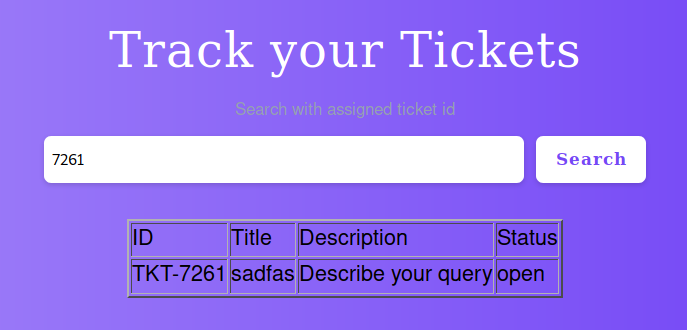 Track your Tickets
Search with assigned ticket id
7261 Search
ID Title Description Status
TKT-7261 sadfas Describe your query open